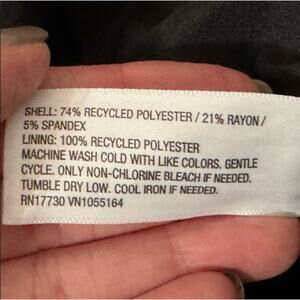 SHELL: 74% RECYCLED POLYESTER / 21% RAYON /
5% SPANDEX
LINING: 100% RECYCLED POLYESTER
MACHINE WASH COLD WITH LIKE COLORS. GENTLE
CYCLE. ONLY NON-CHLORINE BLEACH IF NEEDED.
TUMBLE DRY LOW. COOL IRON IF NEEDED.
RN17730 VN1055164